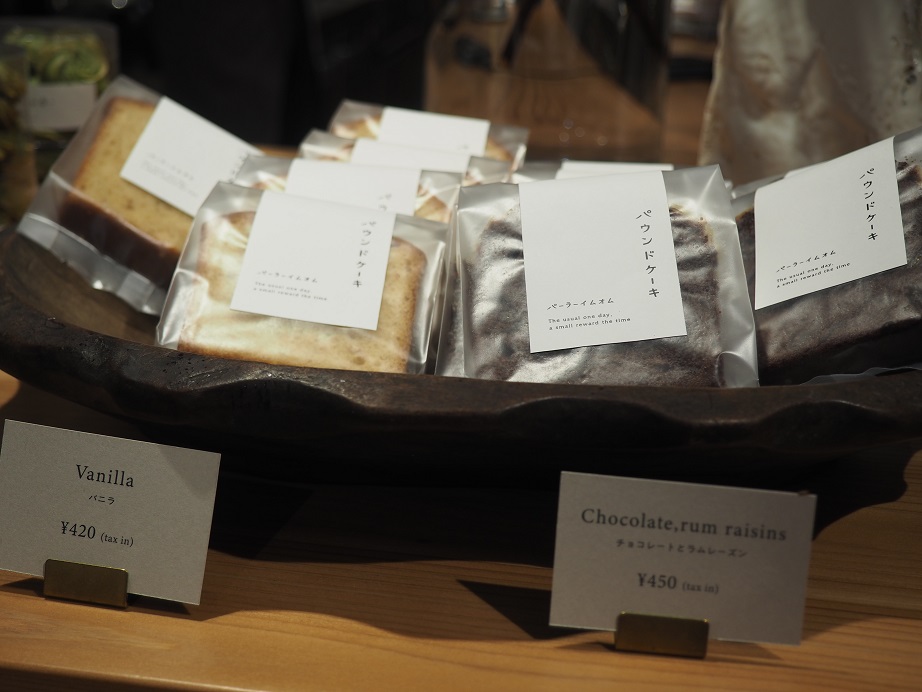 パウンドケーキ
パーラーイムオム
The usual one day,
a small reward the time
パウンドケーキ
パーラーイムオム
The usual one day,
a small reward the time
パウンドケーキ
パーラーイムオム
The usual one day,
a small reward the time
Vanilla
バニラ
¥420 (tax in)
Chocolate,rum raisins
チョコレートとラムレーズン
¥450 (tax in)